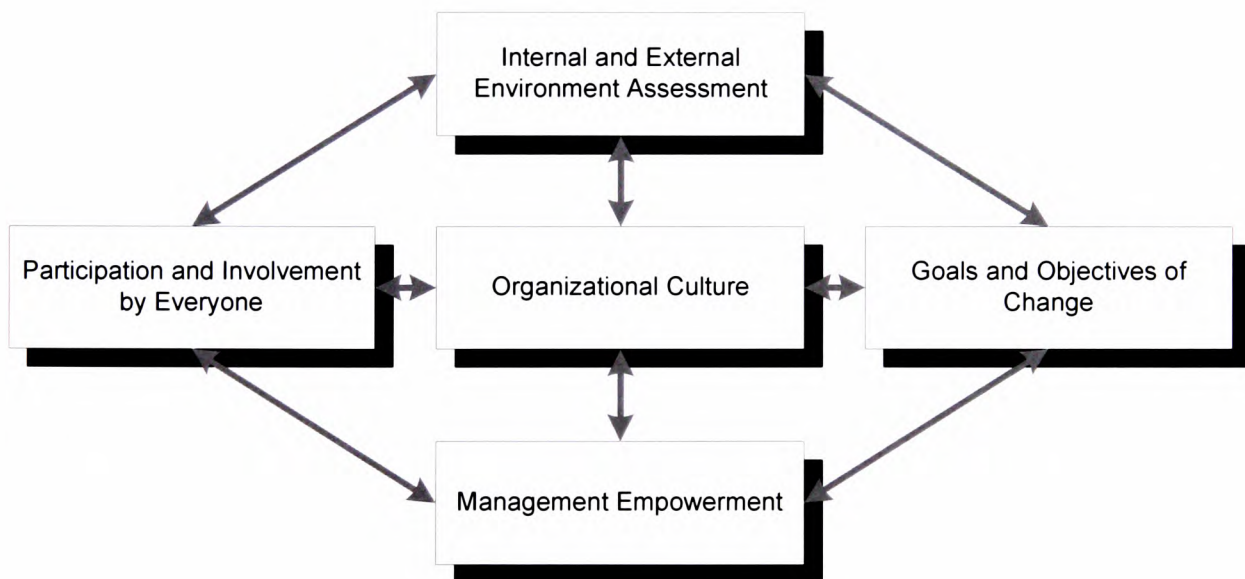 Internal and External
Environment Assessment
Participation and Involvement
by Everyone
Organizational Culture
Goals and Objectives of
Change
Management Empowerment